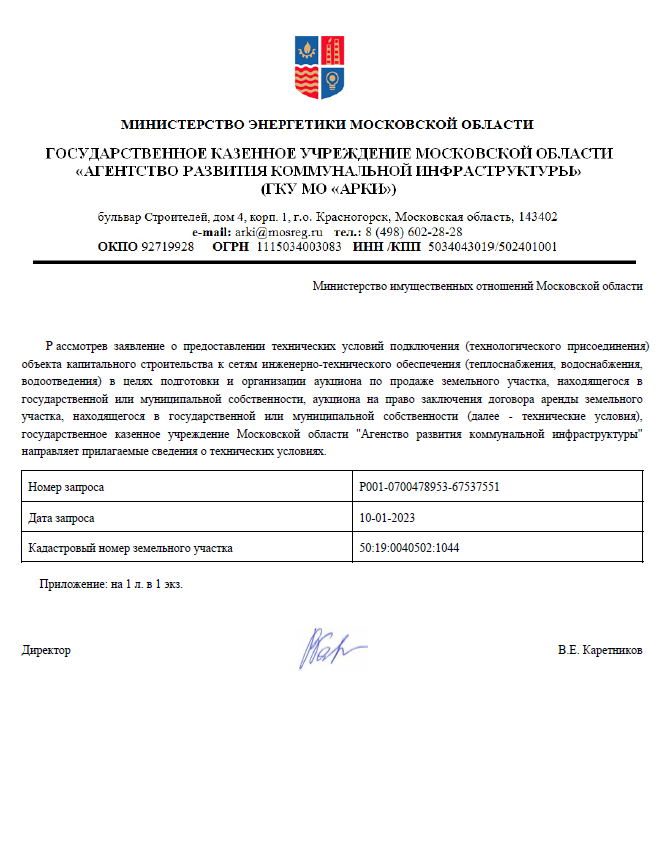 МИНИСТЕРСТВО ЭНЕРГЕТИКИ МОСКОВСКОЙ ОБЛАСТИ
ГОСУДАРСТВЕННОЕ КАЗЕННОЕ УЧРЕЖДЕНИЕ МОСКОВСКОЙ ОБЛАСТИ
«АГЕНТСТВО РАЗВИТИЯ КОММУНАЛЬНОЙ ИНФРАСТРУКТУРЫ»
(ГКУ МО «АРКИ»)
бульвар Строителей, дом 4, корп. 1, г.о. Красногорск, Московская область, 143402
e-mail: arki@mosreg.ru тел.: 8 (498) 602-28-28
ОКПО 92719928 ОГРН 1115034003083 ИНН /КПП 5034043019/502401001
Министерство имущественных отношений Московской области
Рассмотрев заявление о предоставлении технических условий подключения (технологического присоединения)
объекта капитального строительства к сетям инженерно-технического обеспечения (теплоснабжения, водоснабжения,
водоотведения) в целях подготовки и организации аукциона по продаже земельного участка, находящегося в
государственной или муниципальной собственности, аукциона на право заключения договора аренды земельного
участка, находящегося в государственной или муниципальной собственности (далее - технические условия),
государственное казенное учреждение Московской области "Агенство развития коммунальной инфраструктуры"
направляет прилагаемые сведения о технических условиях.
Номер запроса P001-0700478953-67537551
Дата запроса 10-01-2023
Кадастровый номер земельного участка 50:19:0040502:1044
Приложение: на 1 л. в 1 экз.
Директор В.Е. Каретников